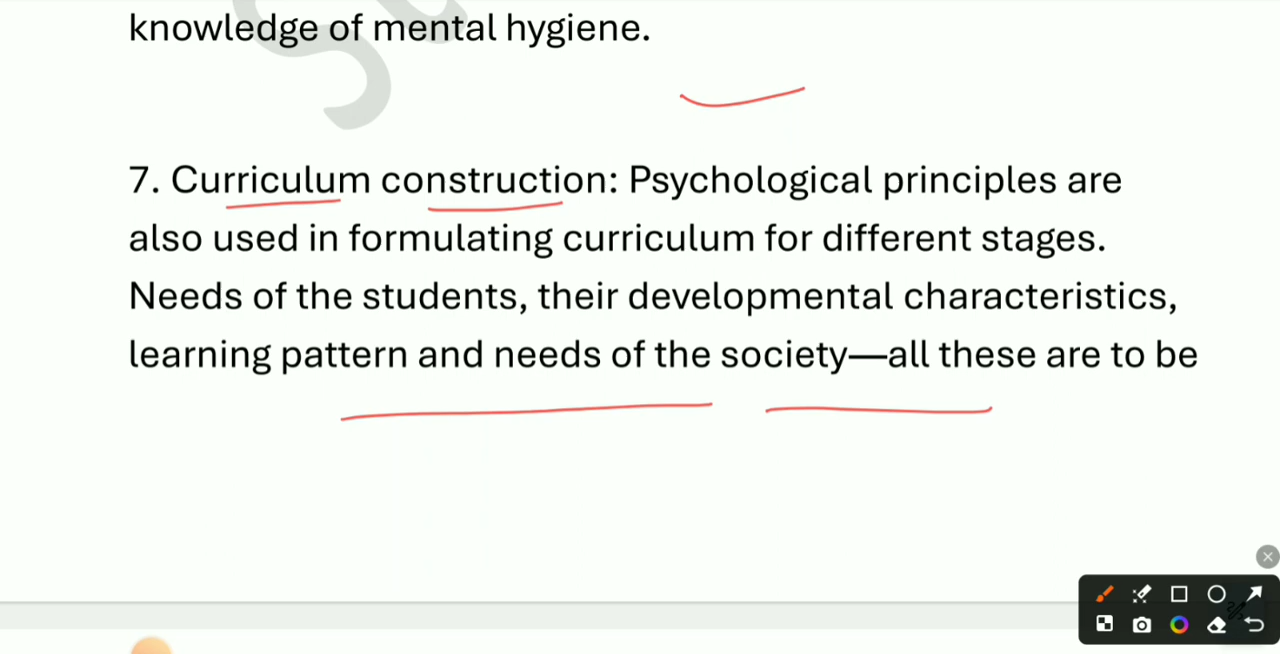 knowledge of mental hygiene.
7. Curriculum construction: Psychological principles are
also used in formulating curriculum for different stages.
Needs of the students, their developmental characteristics,
learning pattern and needs of the society—all these are to be